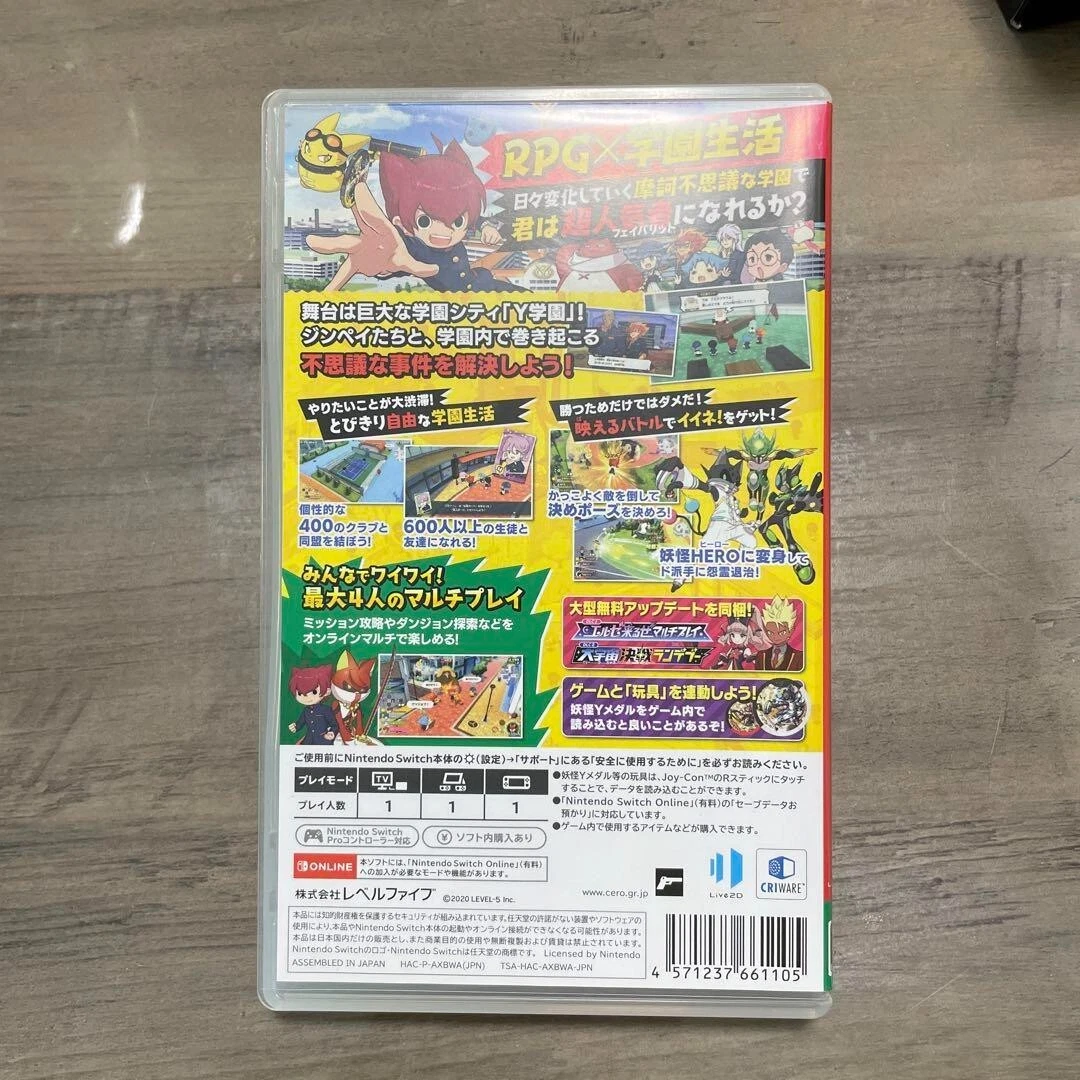 RPG×学園生活
日々変化していく摩訶不思議な学園で
君は超人気者になれるか?
フェイバリット
舞台は巨大な学園シティ「Y学園」!
ジンペイたちと、学園内で巻き起こる
不思議な事件を解決しよう!
やりたいことが大渋滞!
とびきり自由な学園生活
個性的な
400のクラブと
同盟を結ぼう!
600人以上の生徒と
友達になれる!
勝つためだけではダメだ!
映えるバトルでイイネ!をゲット!
ば
かっこよく敵を倒して
決めポーズを決めろ!
ヒーロー
妖怪HEROに変身して
ド派手に怨霊退治!
みんなでワイワイ!
最大4人のマルチプレイ
ミッション攻略やダンジョン探索などを
オンラインマルチで楽しめる!
大型無料アップデートを同梱!
エルゼ来るぜマルチプレイ
大宇宙決戦ランデブー
ゲームと「玩具」を連動しよう!
妖怪Yメダルをゲーム内で
読み込むと良いことがあるぞ!
ご使用前にNintendo Switch本体の(設定)→「サポート」にある「安全に使用するために」を必ずお読みください。
プレイモード TV
プレイ人数 1 1 1
Nintendo Switch
Proコントローラー対応
¥ ソフト内購入あり
●妖怪Yメダル等の玩具は、Joy-Con™のRスティックにタッチ
することで、データを読み込むことができます。
●「Nintendo Switch Online」(有料)の「セーブデータお
預かり」に対応しています。
●ゲーム内で使用するアイテムなどが購入できます。
ONLINE
本ソフトには、「Nintendo Switch Online」(有料)
への加入が必要なモードや機能があります。
株式会社レベルファイブ ©2020 LEVEL-5 Inc.
www.cero.gr.jp
Live2D
CRIWARE™
本品には知的財産権を保護するセキュリティが組み込まれています。任天堂の許諾がない装置やソフトウェアの
使用により、本品やNintendo Switch本体の起動やオンライン接続ができなくなる可能性があります。
本品は日本国内だけの販売とし、また商業目的の使用や無断複製および賃貸は禁止されています。
Nintendo Switchのロゴ・Nintendo Switchは任天堂の商標です。 Licensed by Nintendo
ASSEMBLED IN JAPAN HAC-P-AXBWA(JPN) TSA-HAC-AXBWA-JPN
4 571237 661105